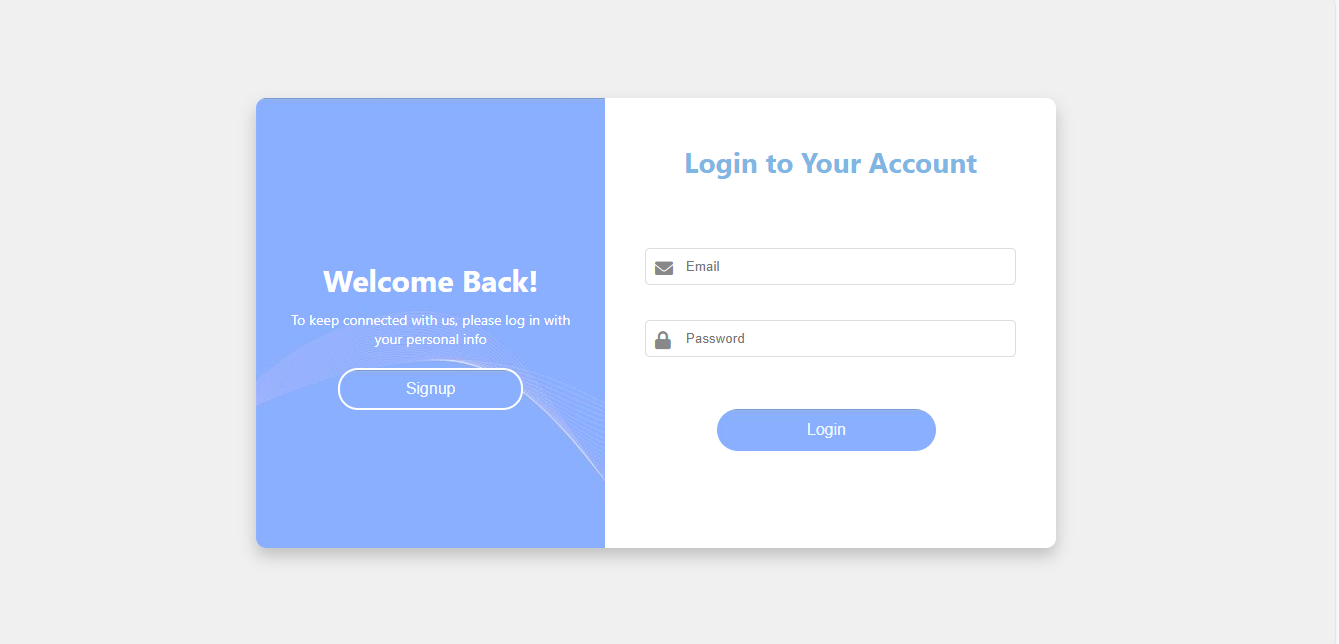 Welcome Back!
To keep connected with us, please log in with
your personal info
Signup
Login to Your Account
Email
Password
Login